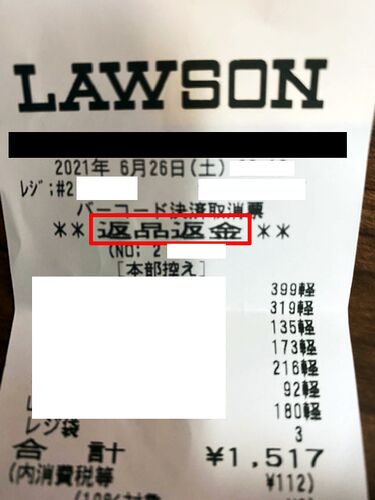 LAWSON
2021年 6月26日(土)
レジ;#2
バーコード決済取消票
**返品返金**
(NO: 2
[本部控え]
399軽
319軽
135軽
173軽
216軽
92軽
180軽
レジ袋 3
合 計 ¥1,517
(内消費税等 ¥112)